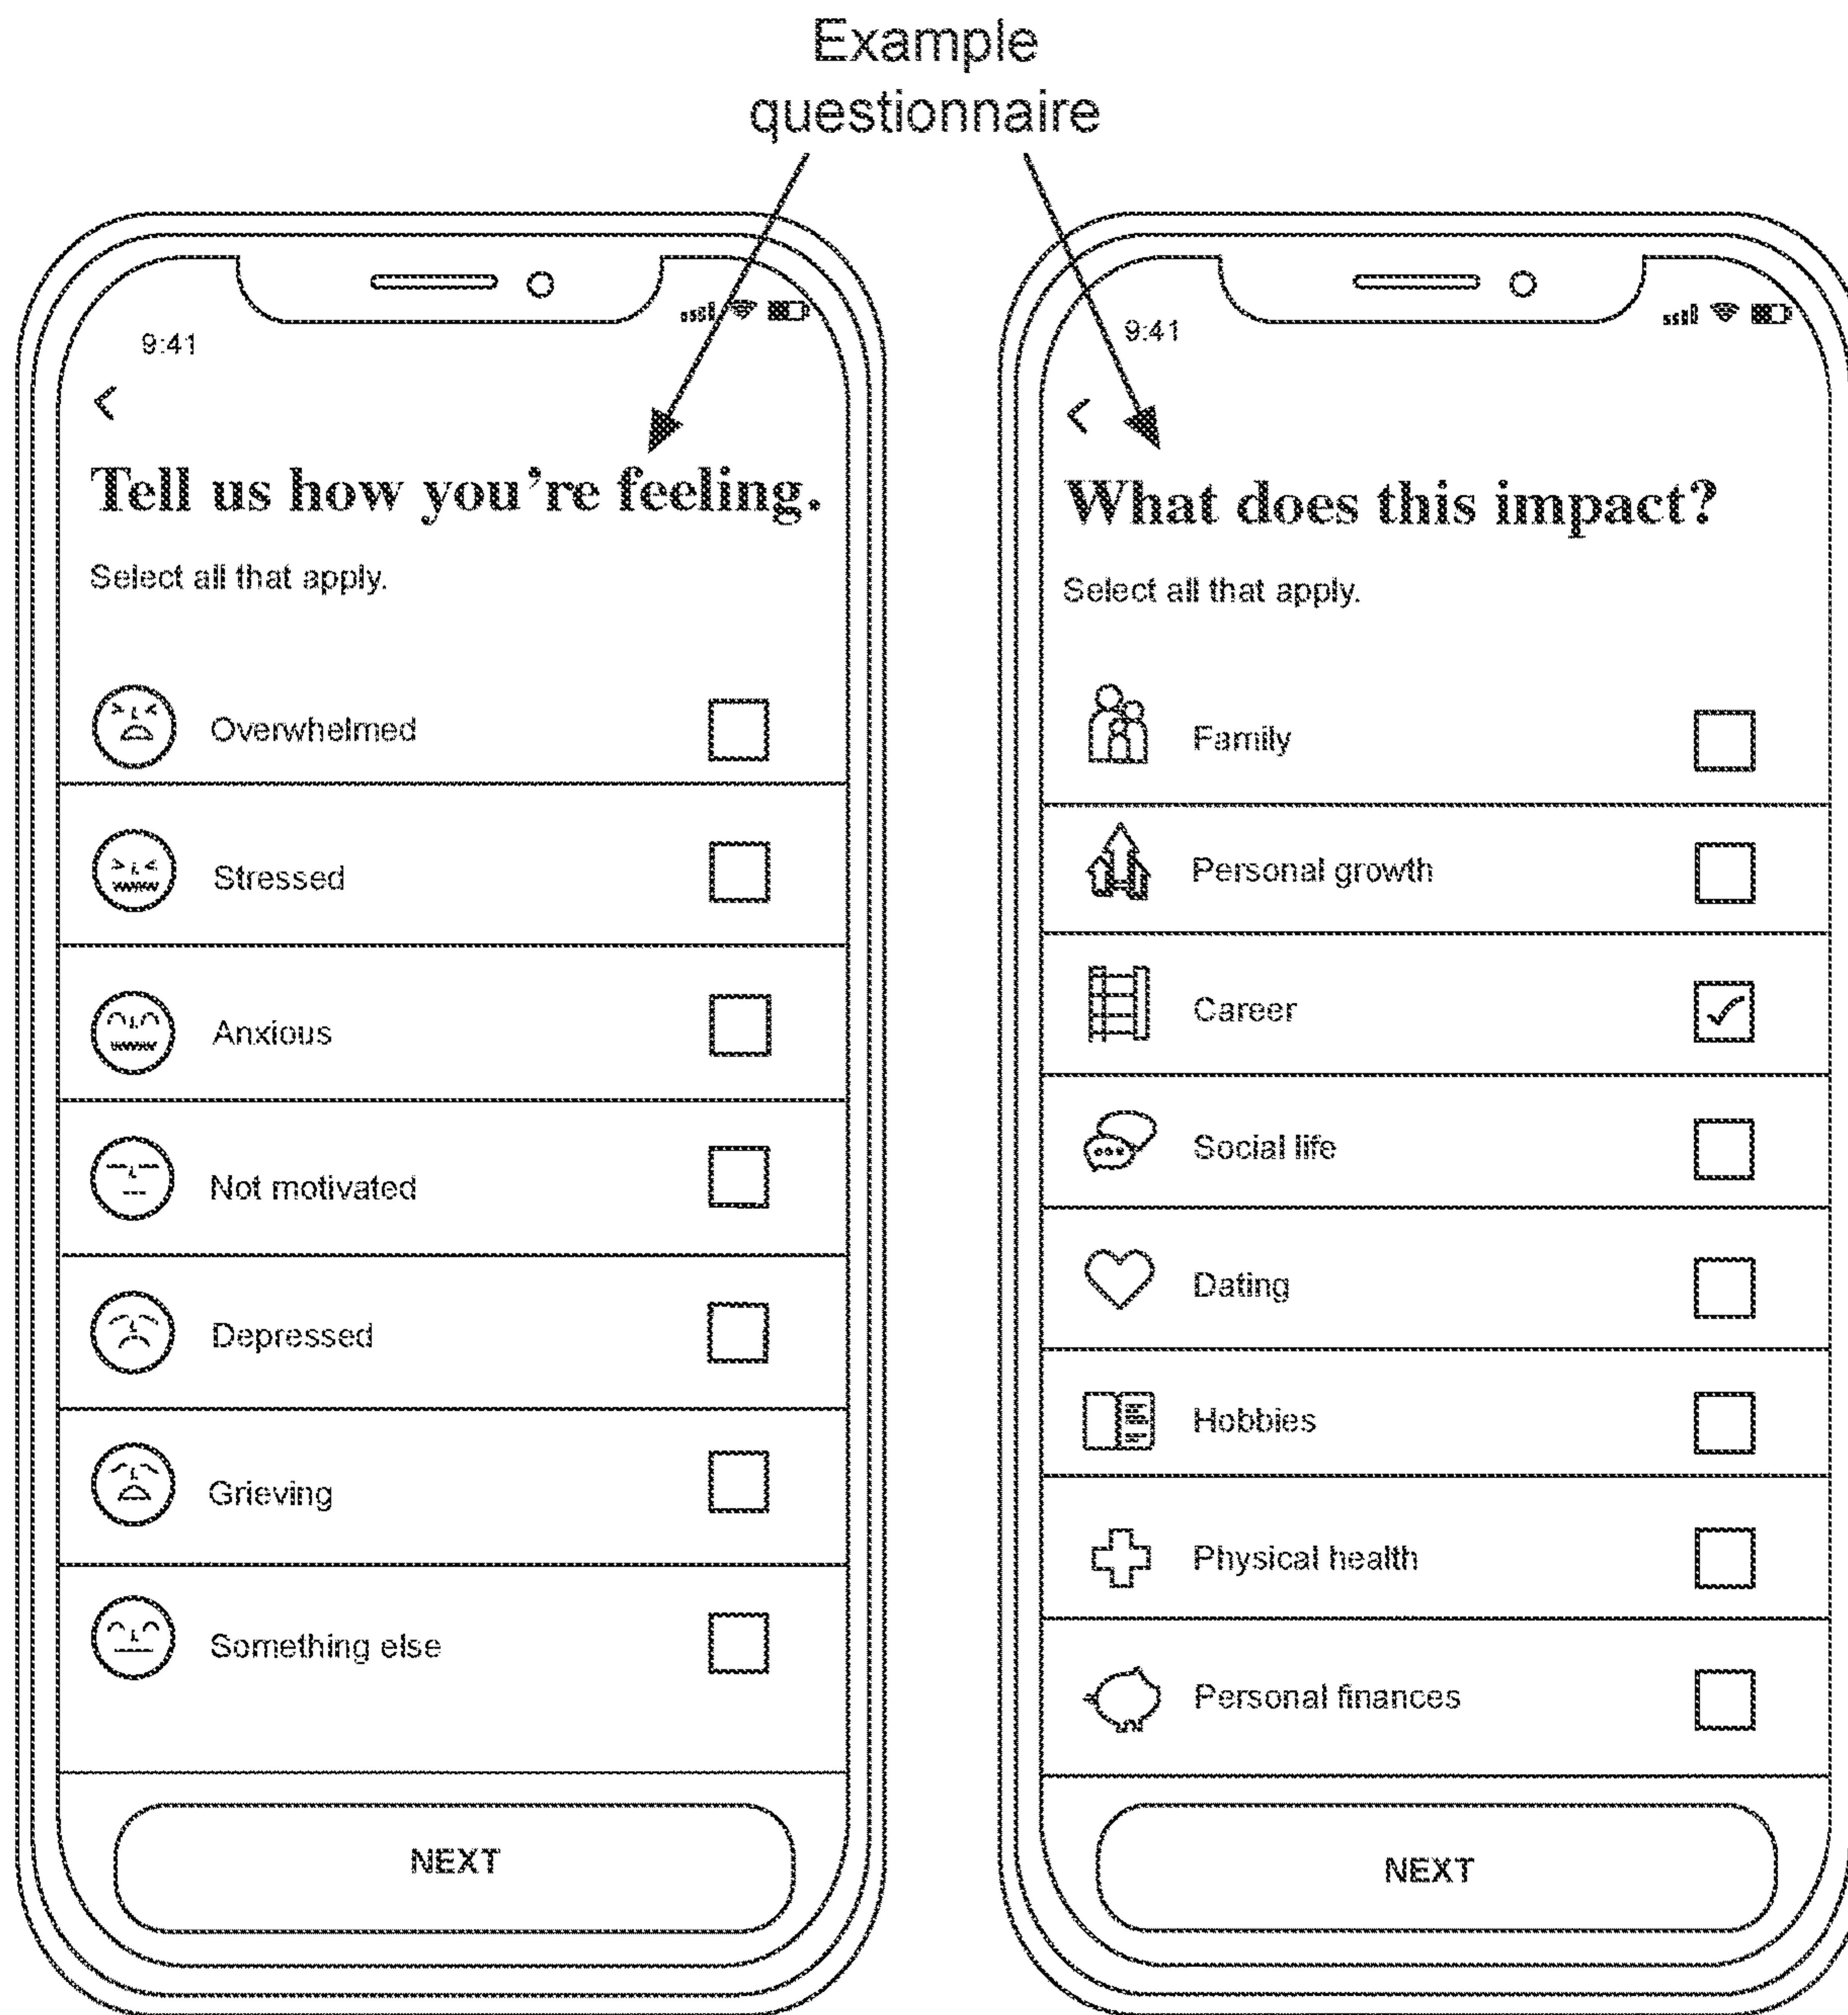 Example
questionnaire
9:41
<
Tell us how you're feeling.
Select all that apply.
Overwhelmed
Stressed
Anxious
Not motivated
Depressed
Grieving
Something else
NEXT
9:41
<
What does this impact?
Select all that apply.
Family
Personal growth
Career
Social life
Dating
Hobbies
Physical health
Personal finances
NEXT